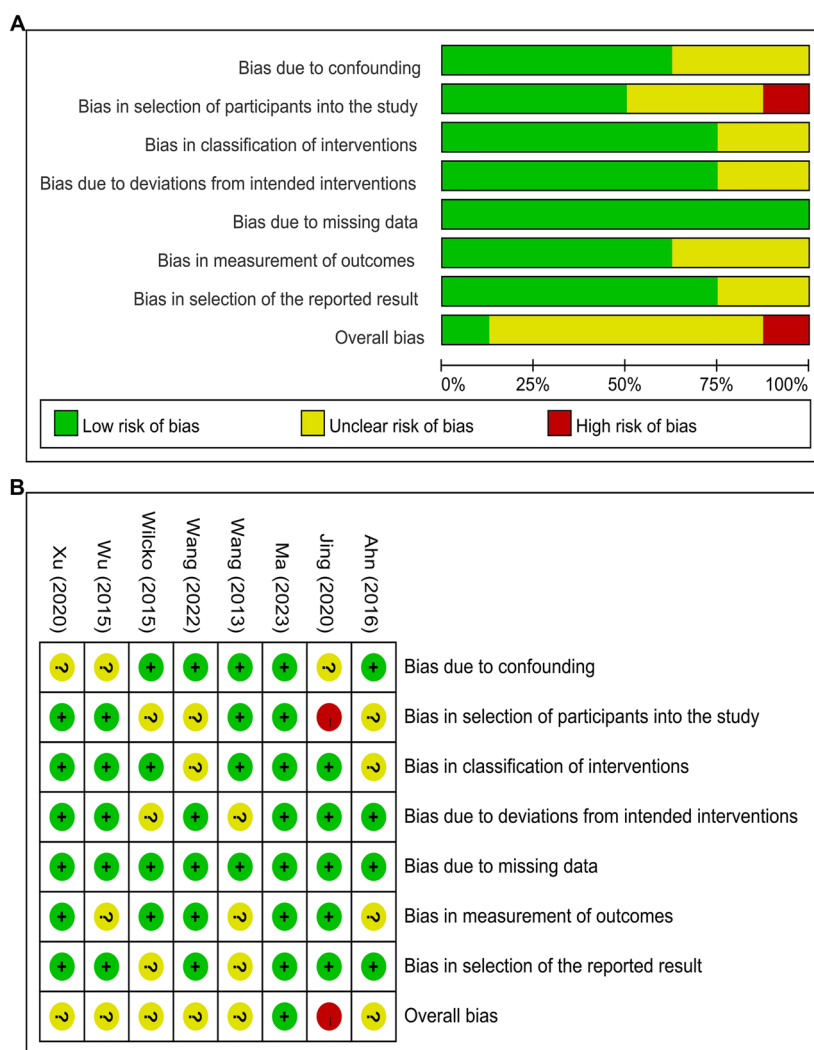 A
Bias due to confounding
Bias in selection of participants into the study
Bias in classification of interventions
Bias due to deviations from intended interventions
Bias due to missing data
Bias in measurement of outcomes
Bias in selection of the reported result
Overall bias
0% 25% 50% 75% 100%
Low risk of bias Unclear risk of bias High risk of bias
B
Xu (2020) Wu (2015) Wilcko (2015) Wang (2022) Wang (2013) Ma (2023) Jing (2020) Ahn (2016)
? ? + + + + ? + Bias due to confounding
+ + ? ? + + – ? Bias in selection of participants into the study
+ + + ? + + + ? Bias in classification of interventions
+ + ? + ? + + + Bias due to deviations from intended interventions
+ + + + + + + + Bias due to missing data
+ ? + + ? + + ? Bias in measurement of outcomes
+ + ? + ? + + + Bias in selection of the reported result
? ? ? ? ? + – ? Overall bias